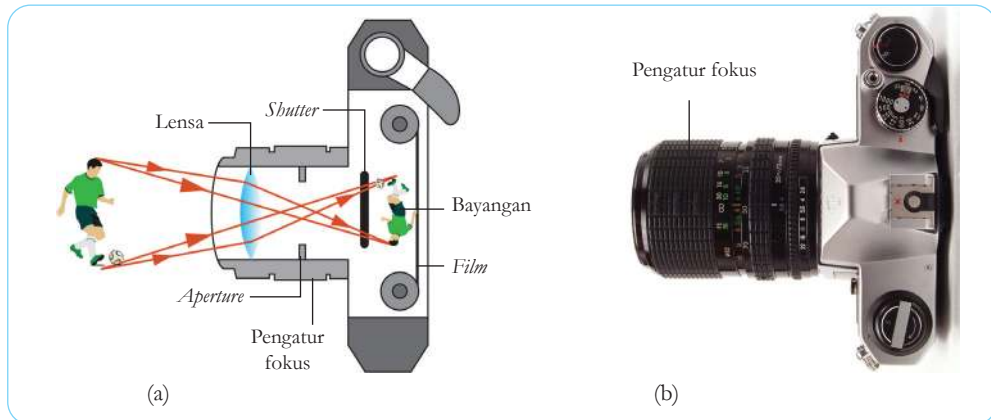 Shutter
Lensa
Bayangan
Film
Aperture
Pengatur
fokus
(a)
Pengatur fokus
(b)